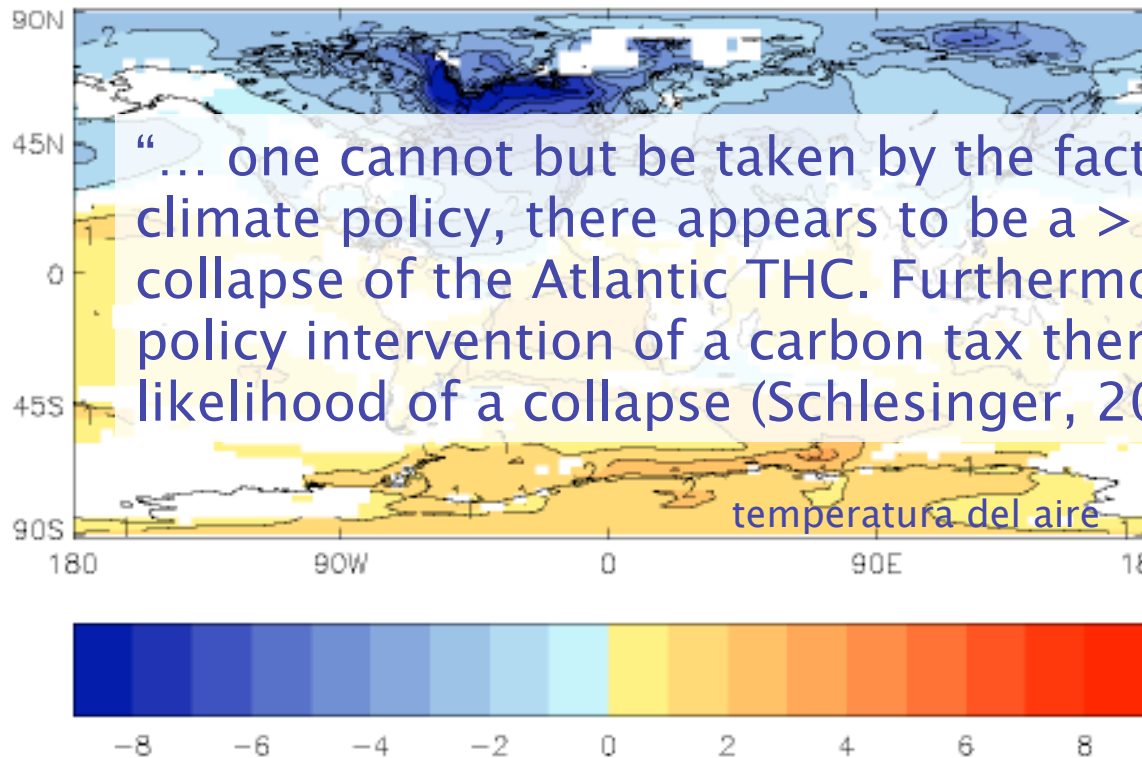 90N
45N
0
45S
90S
“… one cannot but be taken by the fact
climate policy, there appears to be a >
collapse of the Atlantic THC. Furthermo
policy intervention of a carbon tax ther
likelihood of a collapse (Schlesinger, 20
temperatura del aire
180 90W 0 90E 18
−8 −6 −4 −2 0 2 4 6 8